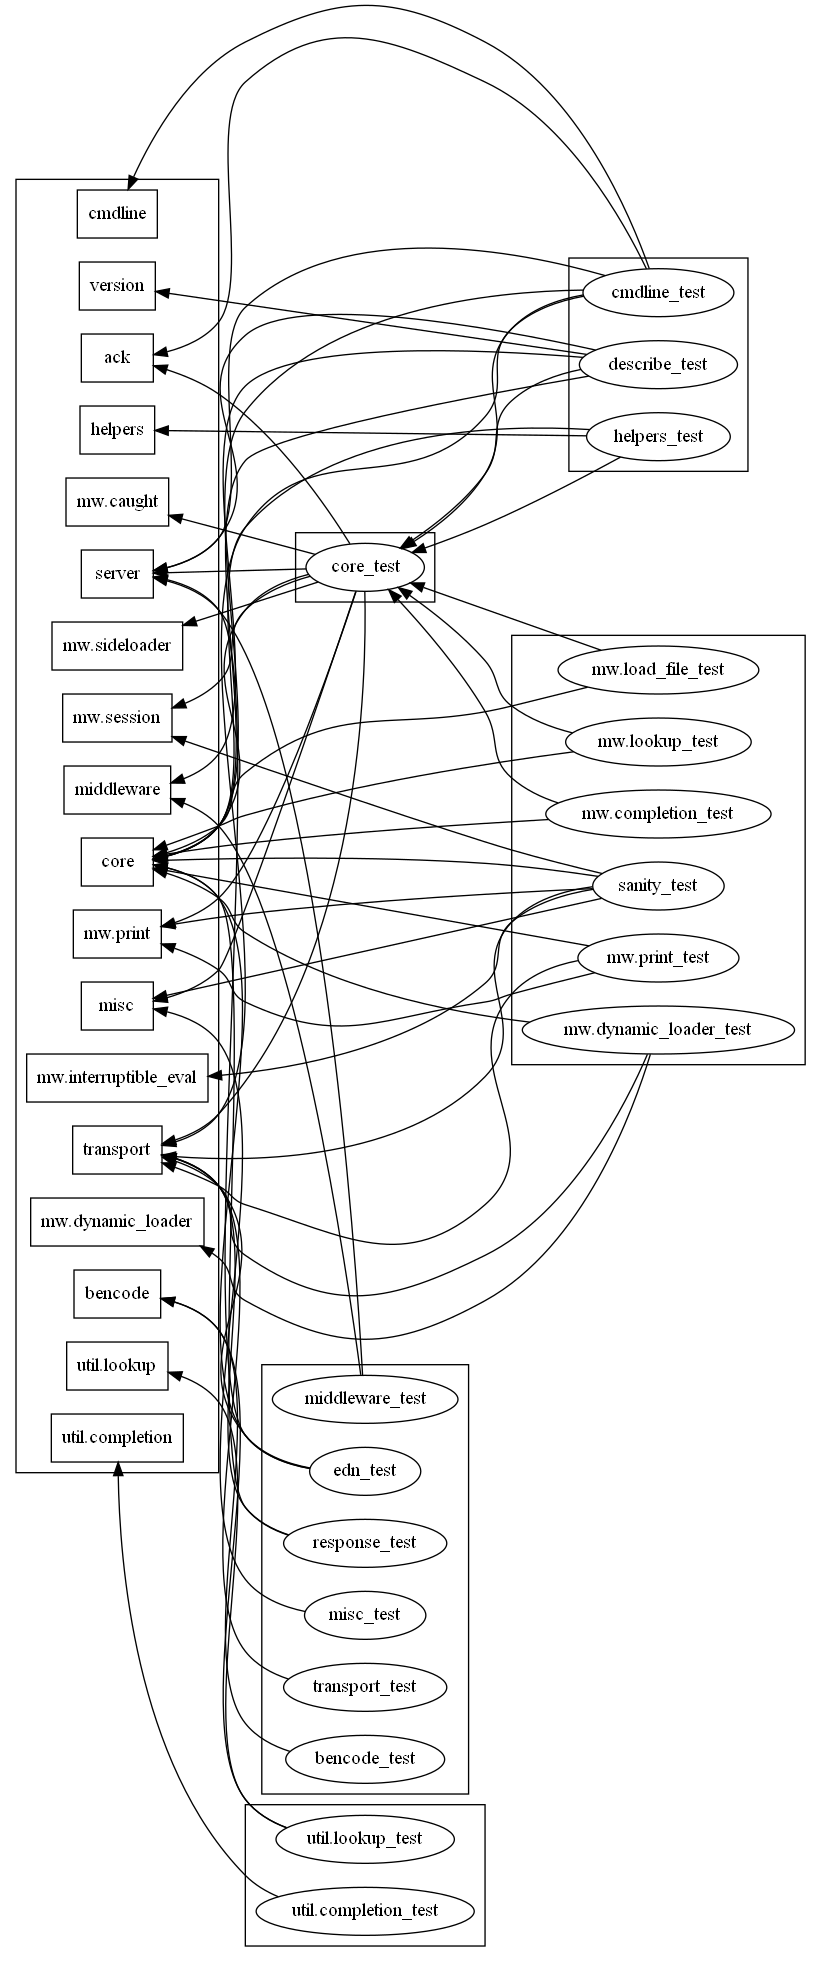 cmdline
version
ack
helpers
mw.caught
server
mw.sideloader
mw.session
middleware
core
mw.print
misc
mw.interruptible_eval
transport
mw.dynamic_loader
bencode
util.lookup
util.completion
core_test
cmdline_test
describe_test
helpers_test
mw.load_file_test
mw.lookup_test
mw.completion_test
sanity_test
mw.print_test
mw.dynamic_loader_test
middleware_test
edn_test
response_test
misc_test
transport_test
bencode_test
util.lookup_test
util.completion_test